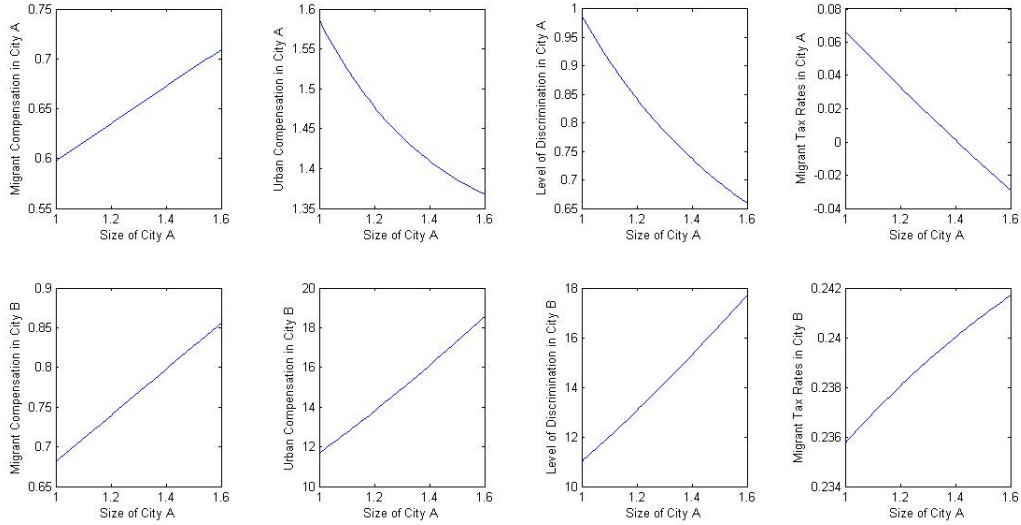 Migrant Compensation in City A
0.75
0.7
0.65
0.6
0.55
1 1.2 1.4 1.6
Size of City A
Urban Compensation in City A
1.6
1.55
1.5
1.45
1.4
1.35
1 1.2 1.4 1.6
Size of City A
Level of Discrimination in City A
1
0.95
0.9
0.85
0.8
0.75
0.7
0.65
1 1.2 1.4 1.6
Size of City A
Migrant Tax Rates in City A
0.08
0.06
0.04
0.02
0
-0.02
-0.04
1 1.2 1.4 1.6
Size of City A
Migrant Compensation in City B
0.9
0.85
0.8
0.75
0.7
0.65
1 1.2 1.4 1.6
Size of City A
Urban Compensation in City B
20
18
16
14
12
10
1 1.2 1.4 1.6
Size of City A
Level of Discrimination in City B
18
16
14
12
10
1 1.2 1.4 1.6
Size of City A
Migrant Tax Rates in City B
0.242
0.24
0.238
0.236
0.234
1 1.2 1.4 1.6
Size of City A